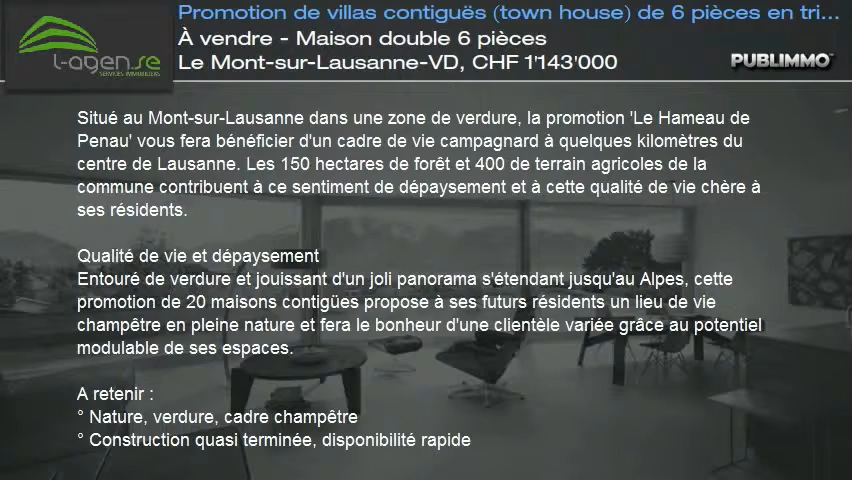 Promotion de villas contiguës (town house) de 6 pièces en tri...
À vendre - Maison double 6 pièces
Le Mont-sur-Lausanne-VD, CHF 1'143'000
l-agence
SERVICES IMMOBILIERS
PUBLIMMO
Situé au Mont-sur-Lausanne dans une zone de verdure, la promotion 'Le Hameau de
Penau' vous fera bénéficier d'un cadre de vie campagnard à quelques kilomètres du
centre de Lausanne. Les 150 hectares de forêt et 400 de terrain agricoles de la
commune contribuent à ce sentiment de dépaysement et à cette qualité de vie chère à
ses résidents.
Qualité de vie et dépaysement
Entouré de verdure et jouissant d'un joli panorama s'étendant jusqu'au Alpes, cette
promotion de 20 maisons contigües propose à ses futurs résidents un lieu de vie
champêtre en pleine nature et fera le bonheur d'une clientèle variée grâce au potentiel
modulable de ses espaces.
A retenir :
° Nature, verdure, cadre champêtre
° Construction quasi terminée, disponibilité rapide